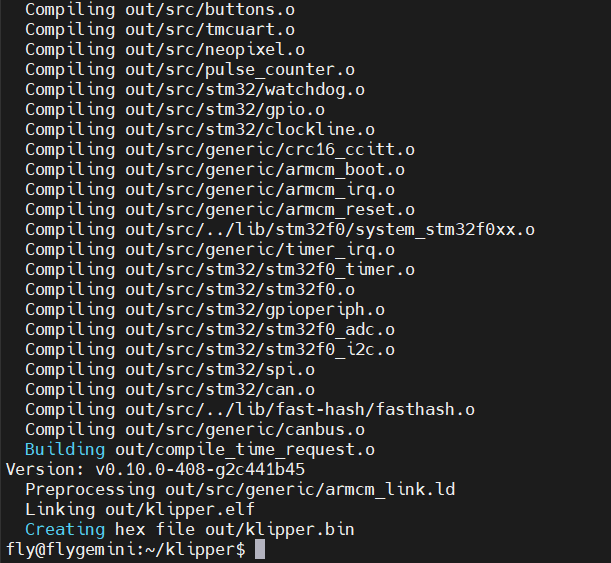 Compiling out/src/buttons.o
Compiling out/src/tmcuart.o
Compiling out/src/neopixel.o
Compiling out/src/pulse_counter.o
Compiling out/src/stm32/watchdog.o
Compiling out/src/stm32/gpio.o
Compiling out/src/stm32/clockline.o
Compiling out/src/generic/crc16_ccitt.o
Compiling out/src/generic/armcm_boot.o
Compiling out/src/generic/armcm_irq.o
Compiling out/src/generic/armcm_reset.o
Compiling out/src/../lib/stm32f0/system_stm32f0xx.o
Compiling out/src/generic/timer_irq.o
Compiling out/src/stm32/stm32f0_timer.o
Compiling out/src/stm32/stm32f0.o
Compiling out/src/stm32/gpioperiph.o
Compiling out/src/stm32/stm32f0_adc.o
Compiling out/src/stm32/stm32f0_i2c.o
Compiling out/src/stm32/spi.o
Compiling out/src/stm32/can.o
Compiling out/src/../lib/fast-hash/fasthash.o
Compiling out/src/generic/canbus.o
Building out/compile_time_request.o
Version: v0.10.0-408-g2c441b45
Preprocessing out/src/generic/armcm_link.ld
Linking out/klipper.elf
Creating hex file out/klipper.bin
fly@flygemini:~/klipper$